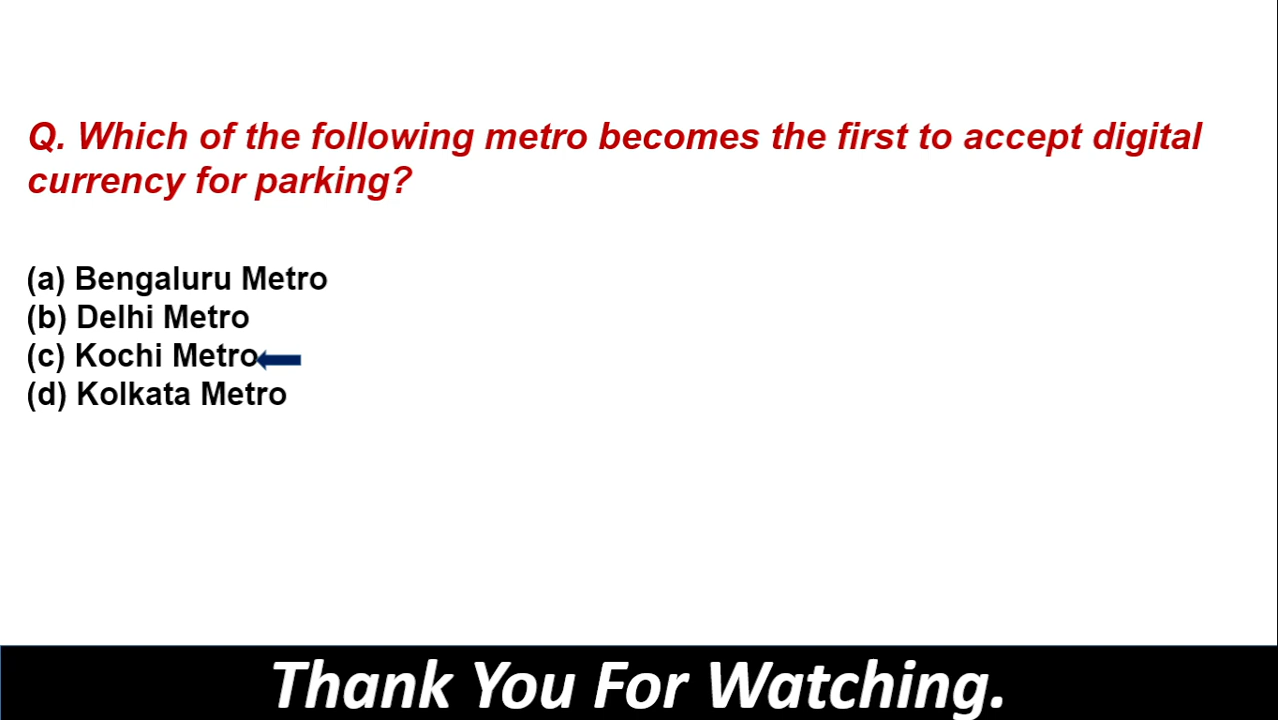 Q. Which of the following metro becomes the first to accept digital
currency for parking?
(a) Bengaluru Metro
(b) Delhi Metro
(c) Kochi Metro
(d) Kolkata Metro
Thank You For Watching.